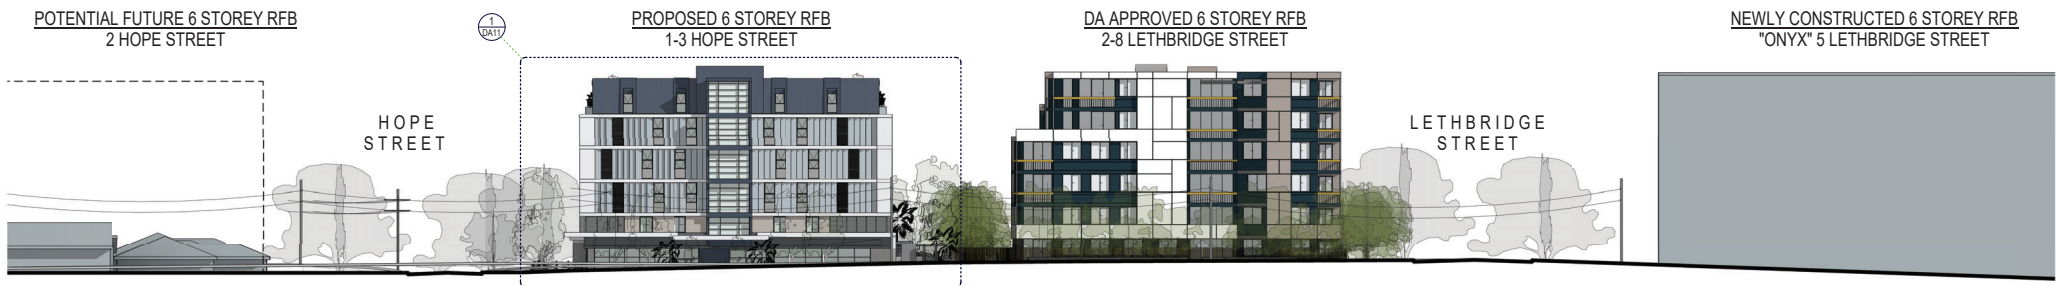 POTENTIAL FUTURE 6 STOREY RFB
2 HOPE STREET
1
DA11
PROPOSED 6 STOREY RFB
1-3 HOPE STREET
DA APPROVED 6 STOREY RFB
2-8 LETHBRIDGE STREET
NEWLY CONSTRUCTED 6 STOREY RFB
"ONYX" 5 LETHBRIDGE STREET
HOPE
STREET
LETHBRIDGE
STREET